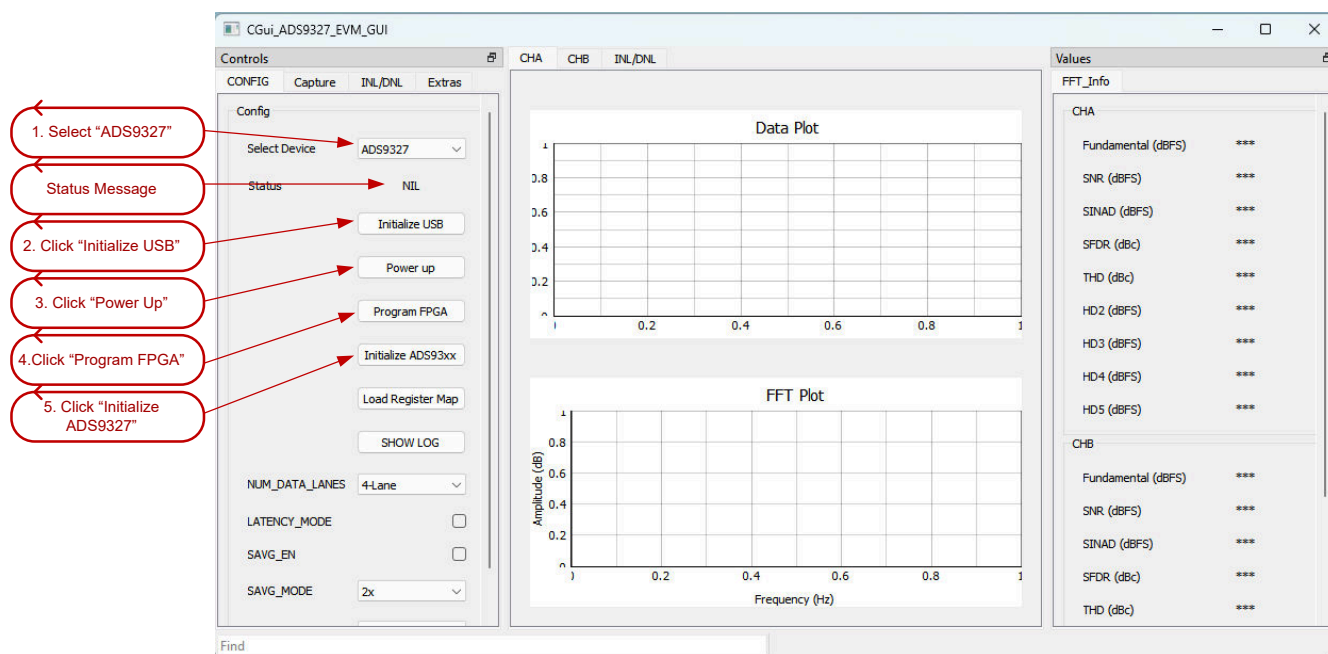 CGui_ADS9327_EVM_GUI
Controls
CONFIG Capture INL/DNL Extras
Config
1. Select “ADS9327”
Select Device ADS9327
Status Message
Status NIL
2. Click “Initialize USB”
Initialize USB
3. Click “Power Up”
Power up
4.Click “Program FPGA”
Program FPGA
5. Click “Initialize
ADS9327”
Initialize ADS93xx
Load Register Map
SHOW LOG
NUM_DATA_LANES 4-Lane
LATENCY_MODE
SAVG_EN
SAVG_MODE 2x
Find
CHA CHB INL/DNL
Data Plot
1
0.8
0.6
0.4
0.2
0.2 0.4 0.6 0.8 1
FFT Plot
Amplitude (dB)
1
0.8
0.6
0.4
0.2
0.2 0.4 0.6 0.8 1
Frequency (Hz)
Values
FFT_Info
CHA
Fundamental (dBFS) ***
SNR (dBFS) ***
SINAD (dBFS) ***
SFDR (dBc) ***
THD (dBc) ***
HD2 (dBFS) ***
HD3 (dBFS) ***
HD4 (dBFS) ***
HD5 (dBFS) ***
CHB
Fundamental (dBFS) ***
SNR (dBFS) ***
SINAD (dBFS) ***
SFDR (dBc) ***
THD (dBc) ***